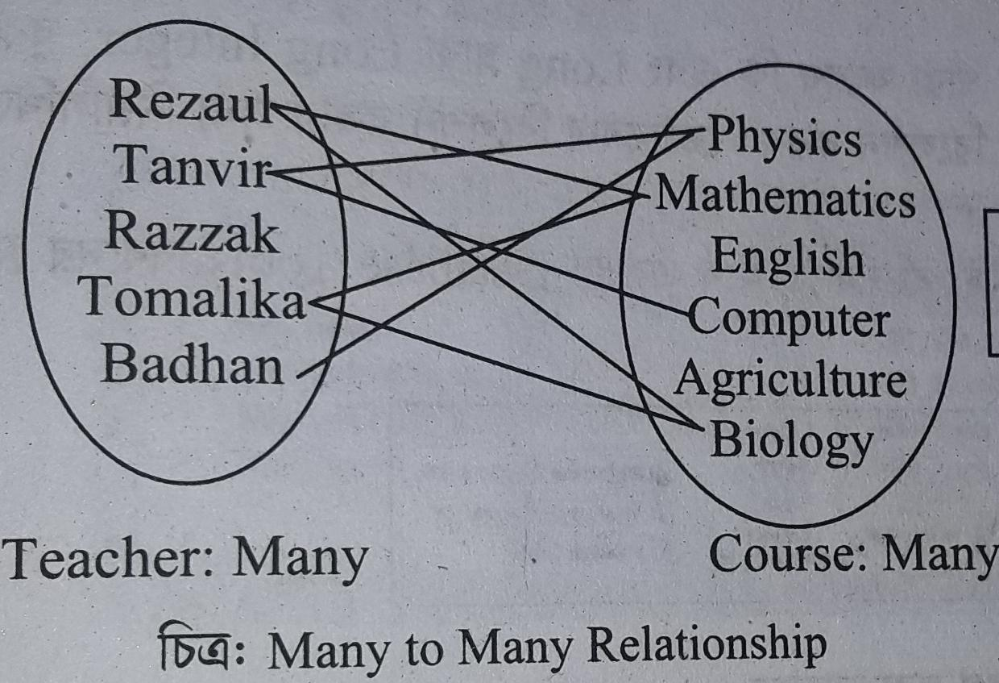 Rezaul
Tanvir
Razzak
Tomalika
Badhan
Physics
Mathematics
English
Computer
Agriculture
Biology
Teacher: Many
Course: Many
চিত্র: Many to Many Relationship